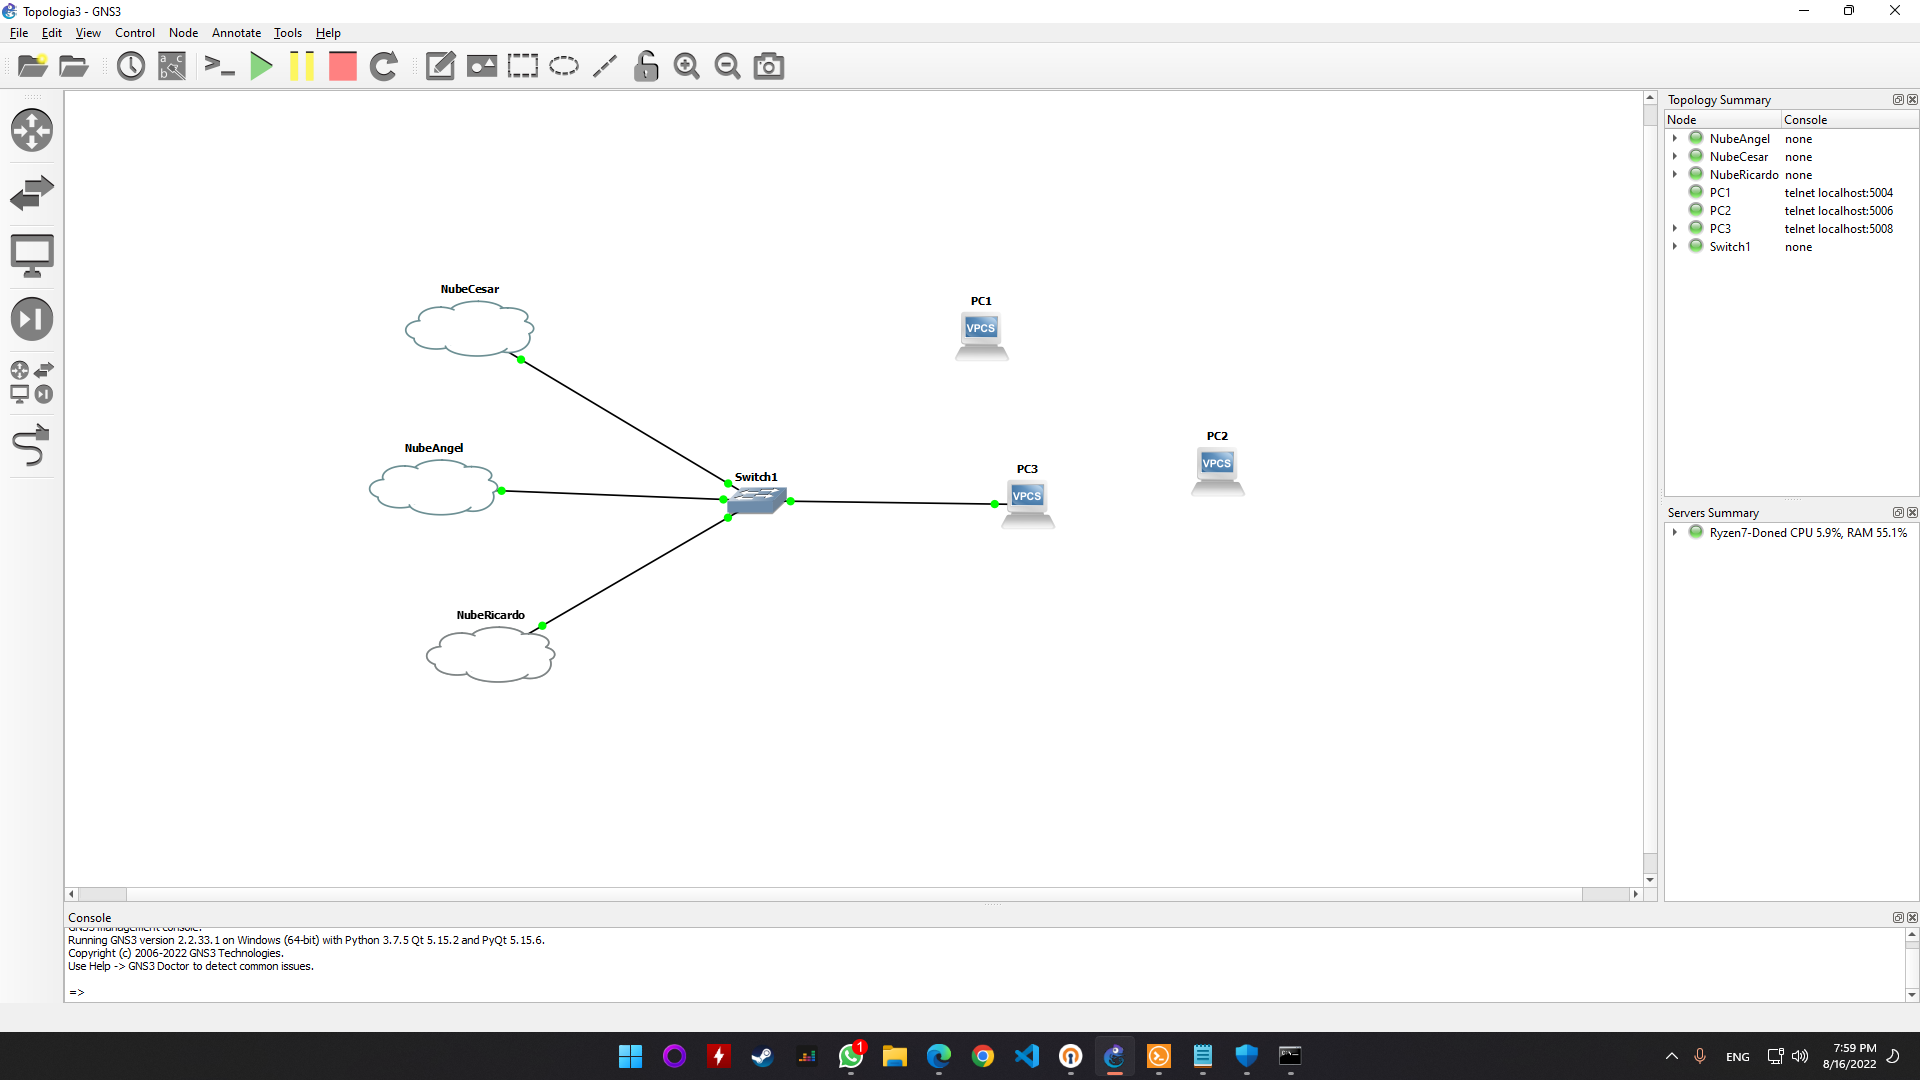 Topologia3 - GNS3
File Edit View Control Node Annotate Tools Help
Topology Summary
Node Console
NubeAngel none
NubeCesar none
NubeRicardo none
PC1 telnet localhost:5004
PC2 telnet localhost:5006
PC3 telnet localhost:5008
Switch1 none
NubeCesar
PC1
VPCS
NubeAngel
Switch1
PC3
VPCS
PC2
VPCS
NubeRicardo
Servers Summary
Ryzen7-Doned CPU 5.9%, RAM 55.1%
Console
GNS3 management console.
Running GNS3 version 2.2.33.1 on Windows (64-bit) with Python 3.7.5 Qt 5.15.2 and PyQt 5.15.6.
Copyright (c) 2006-2022 GNS3 Technologies.
Use Help -> GNS3 Doctor to detect common issues.
=>
1
ENG
7:59 PM
8/16/2022